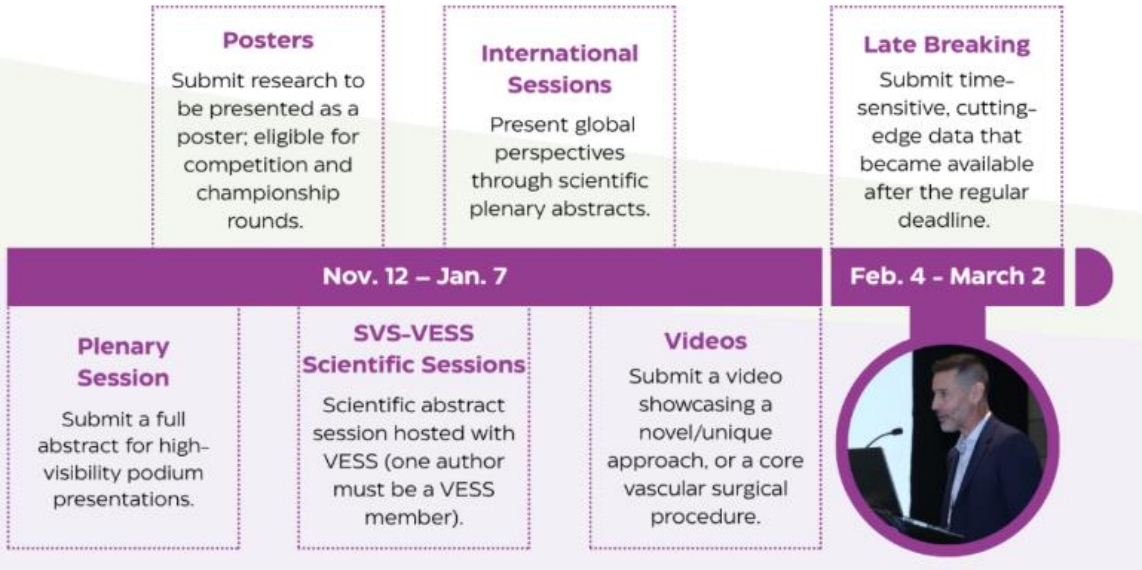 Posters
Submit research to
be presented as a
poster; eligible for
competition and
championship
rounds.
International
Sessions
Present global
perspectives
through scientific
plenary abstracts.
Late Breaking
Submit time-
sensitive, cutting-
edge data that
became available
after the regular
deadline.
Nov. 12 – Jan. 7
Feb. 4 - March 2
Plenary
Session
Submit a full
abstract for high-
visibility podium
presentations.
SVS-VESS
Scientific Sessions
Scientific abstract
session hosted with
VESS (one author
must be a VESS
member).
Videos
Submit a video
showcasing a
novel/unique
approach, or a core
vascular surgical
procedure.